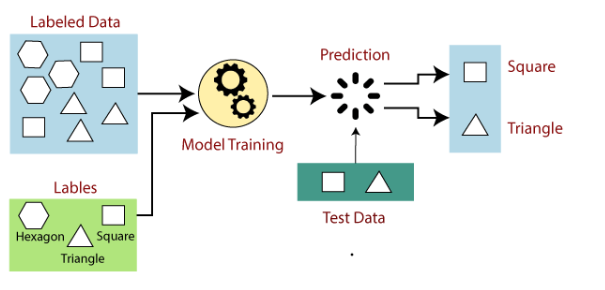 Labeled Data
Prediction
Square
Model Training
Triangle
Lables
Hexagon
Square
Triangle
Test Data